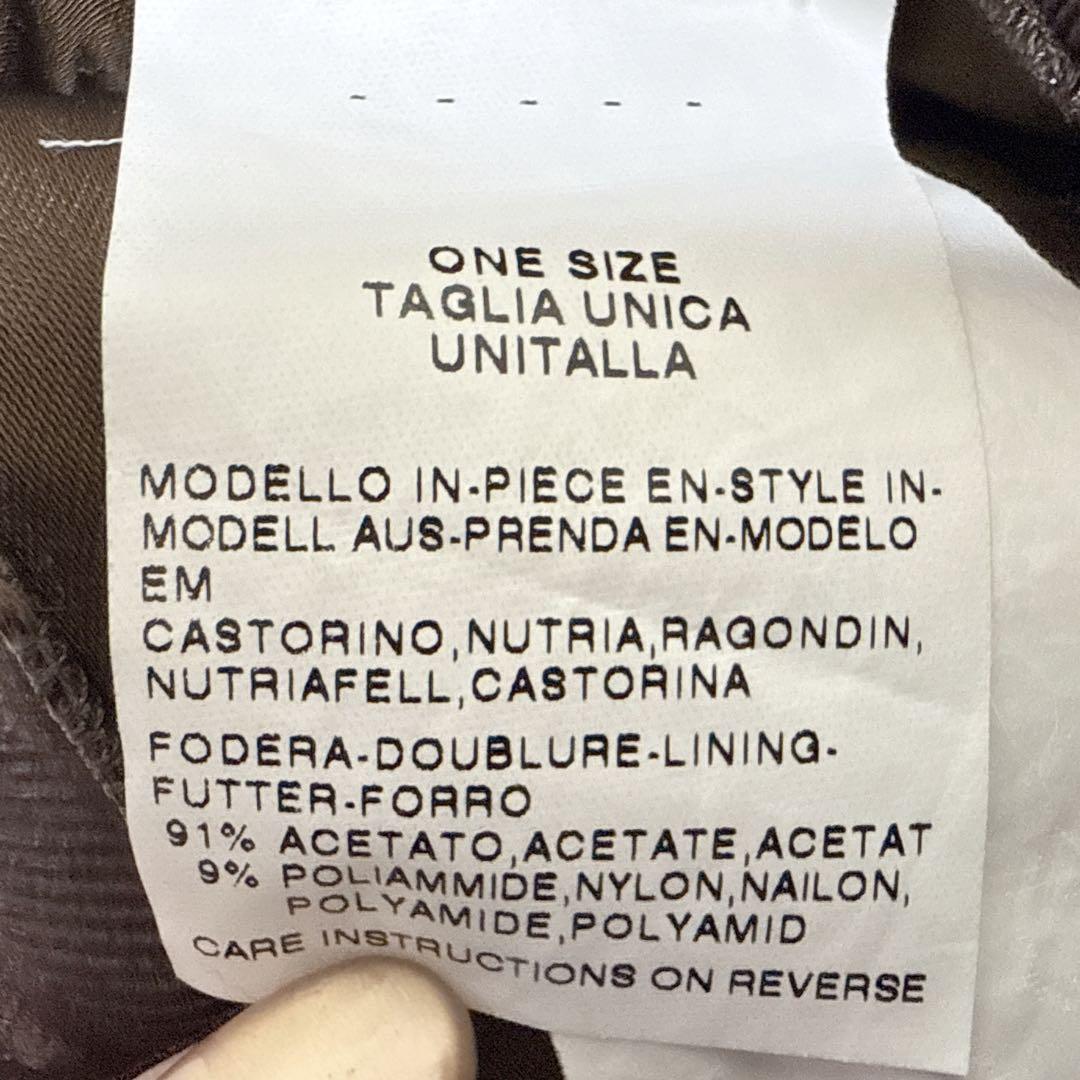 - - - - -
ONE SIZE
TAGLIA UNICA
UNITALLA
MODELLO IN-PIECE EN-STYLE IN-
MODELL AUS-PRENDA EN-MODELO
EM
CASTORINO,NUTRIA,RAGONDIN,
NUTRIAFELL,CASTORINA
FODERA-DOUBLURE-LINING-
FUTTER-FORRO
91% ACETATO,ACETATE,ACETAT
9% POLIAMMIDE,NYLON,NAILON,
POLYAMIDE,POLYAMID
CARE INSTRUCTIONS ON REVERSE